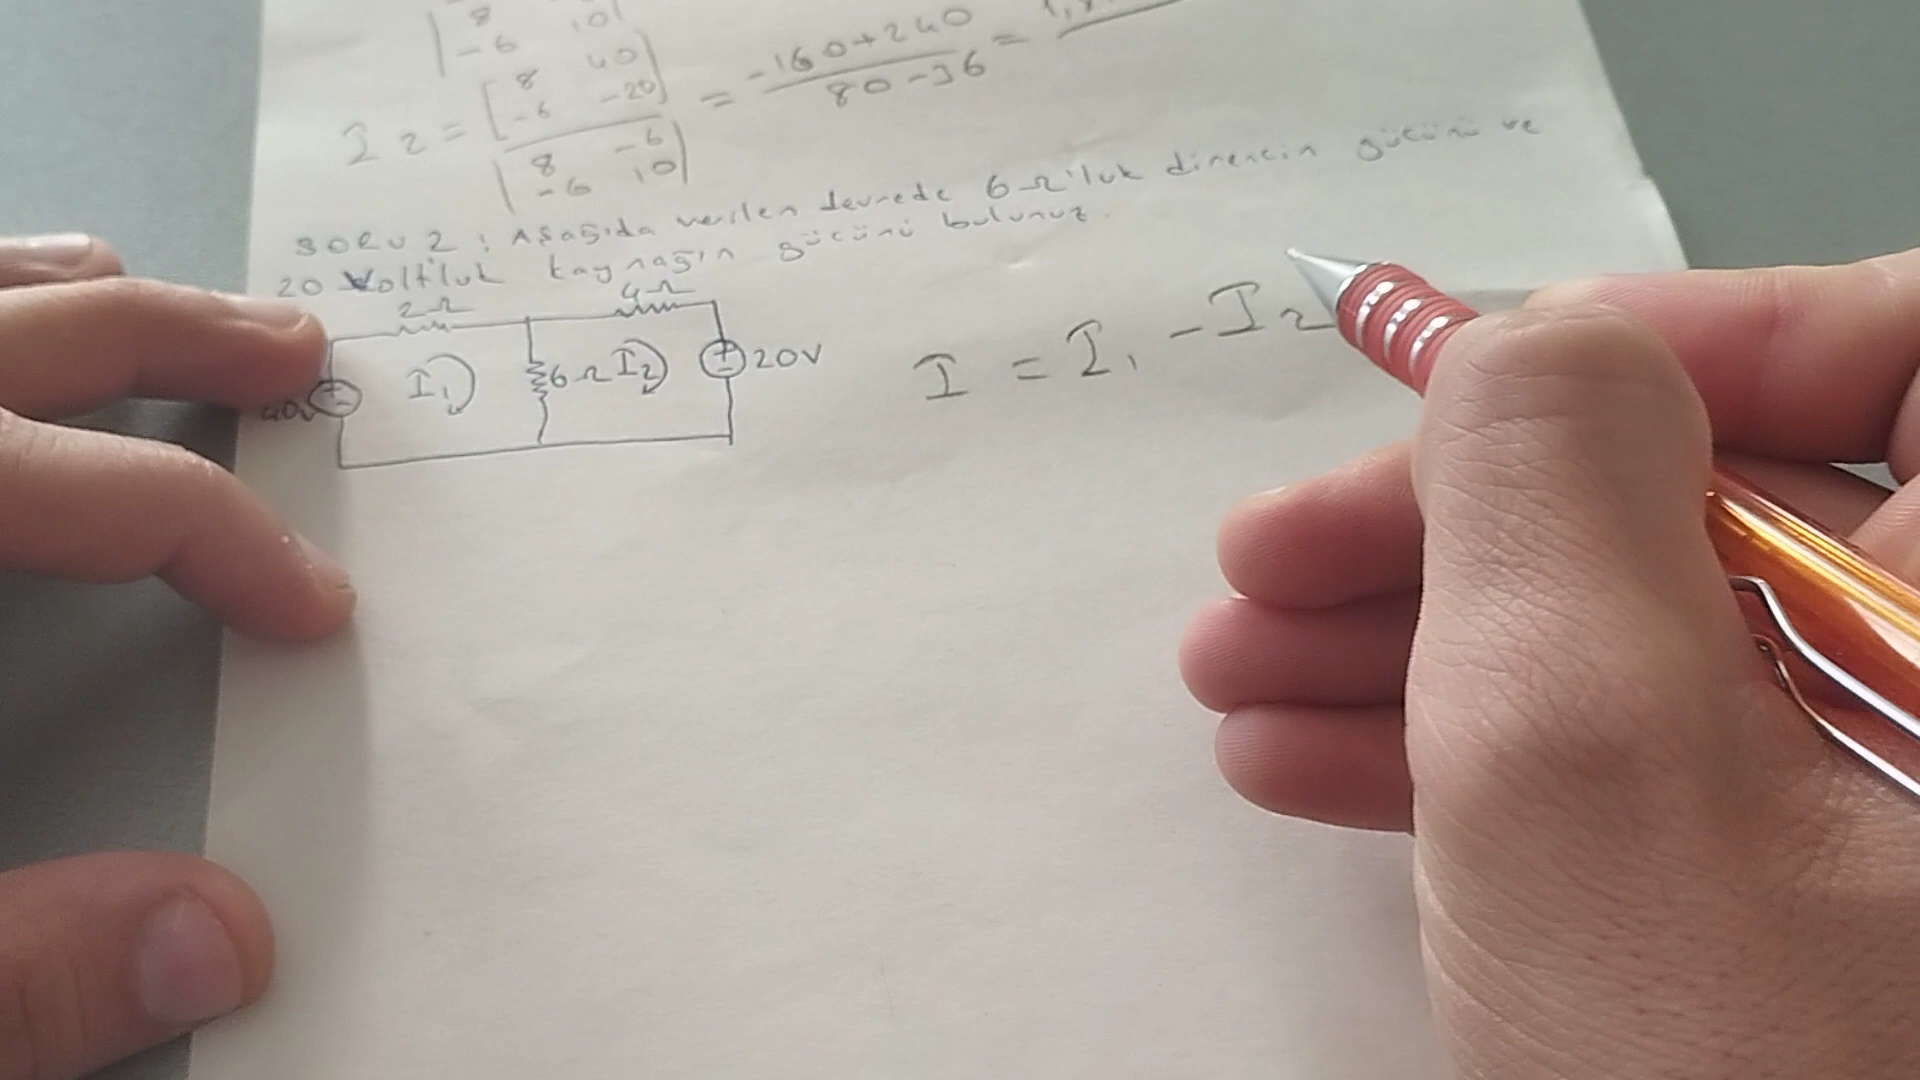 8
-6 10
I2 = [8 40
-6 -20] = -160+240 =
|8 -6 80-36
-6 10|
SORU 2 : Aşağıda verilen devrede 6Ω'luk direncin gücünü ve
20 Volt'luk kaynağın gücünü bulunuz.
2Ω 4Ω
40V I1 6Ω I2 20V
I = I1 - I2